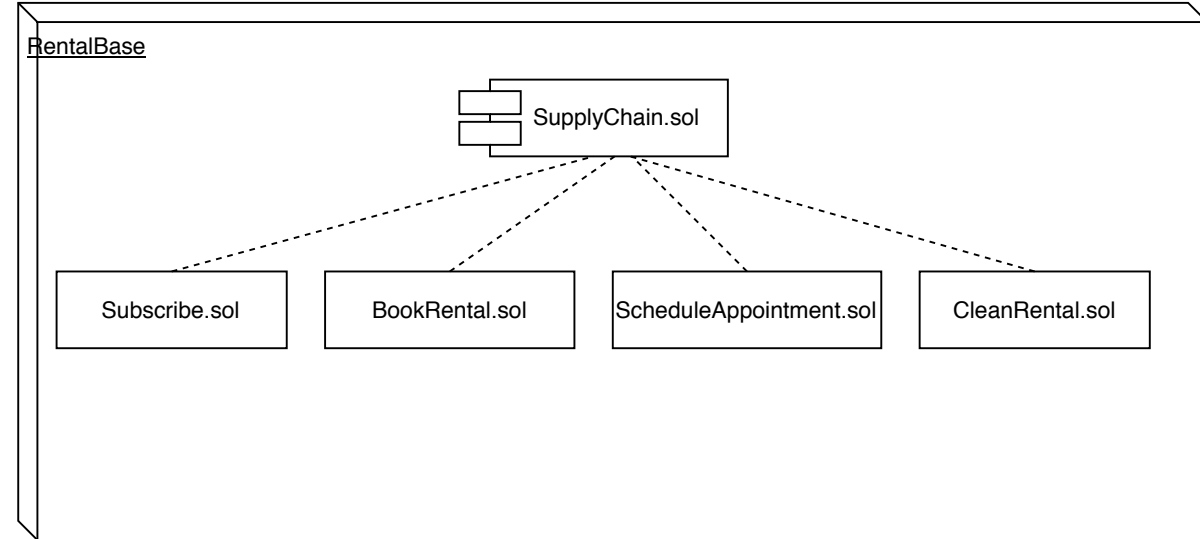 RentalBase
SupplyChain.sol
Subscribe.sol
BookRental.sol
ScheduleAppointment.sol
CleanRental.sol